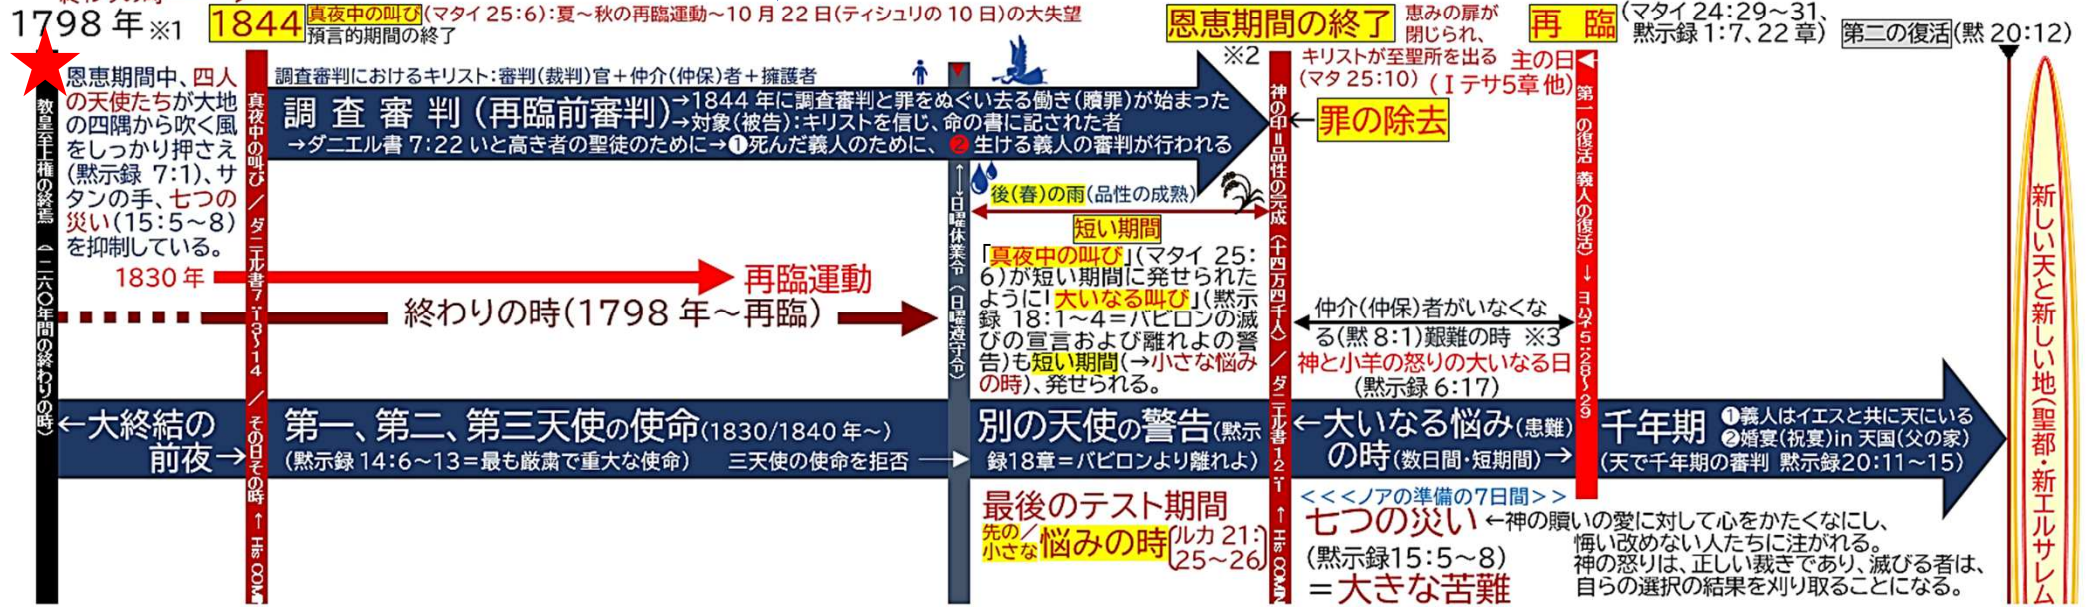 1798年※1
1844
真夜中の叫び(マタイ 25:6):夏～秋の再臨運動～10月22日(ティシュリの10日)の大失望
預言的期間の終了
恩恵期間の終了
※2
恵みの扉が
閉じられ、
キリストが至聖所を出る
(マタ 25:10)
再 臨
(マタイ 24:29～31、
黙示録 1:7、22 章)
主の日
(Ⅰテサ5章 他)
第二の復活(黙 20:12)
教皇至上権の終焉 (一二六〇年間の終わりの時)
恩恵期間中、四人
の天使たちが大地
の四隅から吹く風
をしっかり押さえ
(黙示録 7:1)、サ
タンの手、七つの
災い(15:5～8)
を抑制している。
真夜中の叫び / ダニエル書7:13～14 / その日その時 ↑ His COMIN
調査審判におけるキリスト:審判(裁判)官+仲介(仲保)者+擁護者
調 査 審 判 (再臨前審判)
→1844 年に調査審判と罪をぬぐい去る働き(贖罪)が始まった
→対象(被告):キリストを信じ、命の書に記された者
→ダニエル書 7:22 いと高き者の聖徒のために→❶死んだ義人のために、❷生ける義人の審判が行われる
1830 年
再臨運動
終わりの時(1798 年～再臨)
←→日曜休業令 (日曜遵守令)
後(春)の雨(品性の成熟)
短い期間
「真夜中の叫び」(マタイ 25:
6)が短い期間に発せられた
ように「大いなる叫び」(黙示
録 18:1～4=バビロンの滅
びの宣言および離れよの警
告)も短い期間(→小さな悩み
の時)、発せられる。
神の印=品性の完成 (十四万四千人) / ダニエル書12:1 ↑ His COMIN
←罪の除去
仲介(仲保)者がいなくな
る(黙 8:1)艱難の時 ※3
神と小羊の怒りの大いなる日
(黙示録 6:17)
第一の復活 義人の復活) → ヨハネ5:28～29
←大終結の
前夜→
第一、第二、第三天使の使命(1830/1840 年～)
(黙示録 14:6～13=最も厳粛で重大な使命) 三天使の使命を拒否
別の天使の警告(黙示
録18章=バビロンより離れよ)
←大いなる悩み(患難)
の時(数日間・短期間)→
千年期
❶義人はイエスと共に天にいる
❷婚宴(祝宴)in 天国(父の家)
(天で千年期の審判 黙示録20:11～15)
最後のテスト期間
先の/
小さな
悩みの時
(ルカ 21:
25～26)
<<<ノアの準備の7日間>>
七つの災い
(黙示録15:5～8)
=大きな苦難
←神の贖いの愛に対して心をかたくなにし、
悔い改めない人たちに注がれる。
神の怒りは、正しい裁きであり、滅びる者は、
自らの選択の結果を刈り取ることになる。
新しい天と新しい地(聖都・新エルサレム